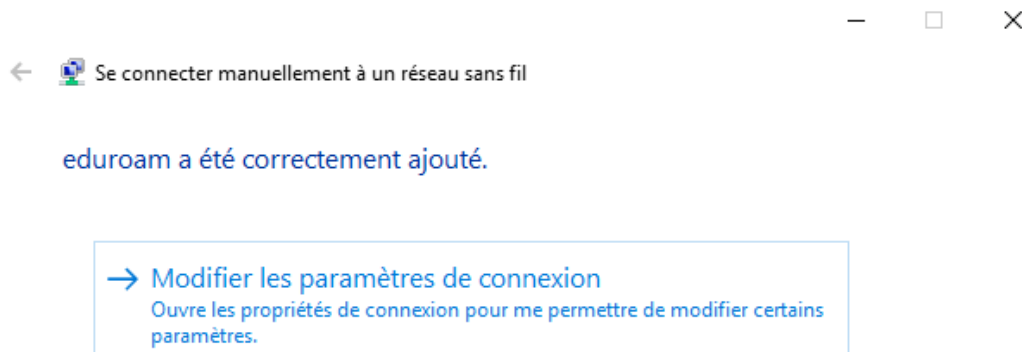 Se connecter manuellement à un réseau sans fil
eduroam a été correctement ajouté.
Modifier les paramètres de connexion
Ouvre les propriétés de connexion pour me permettre de modifier certains
paramètres.